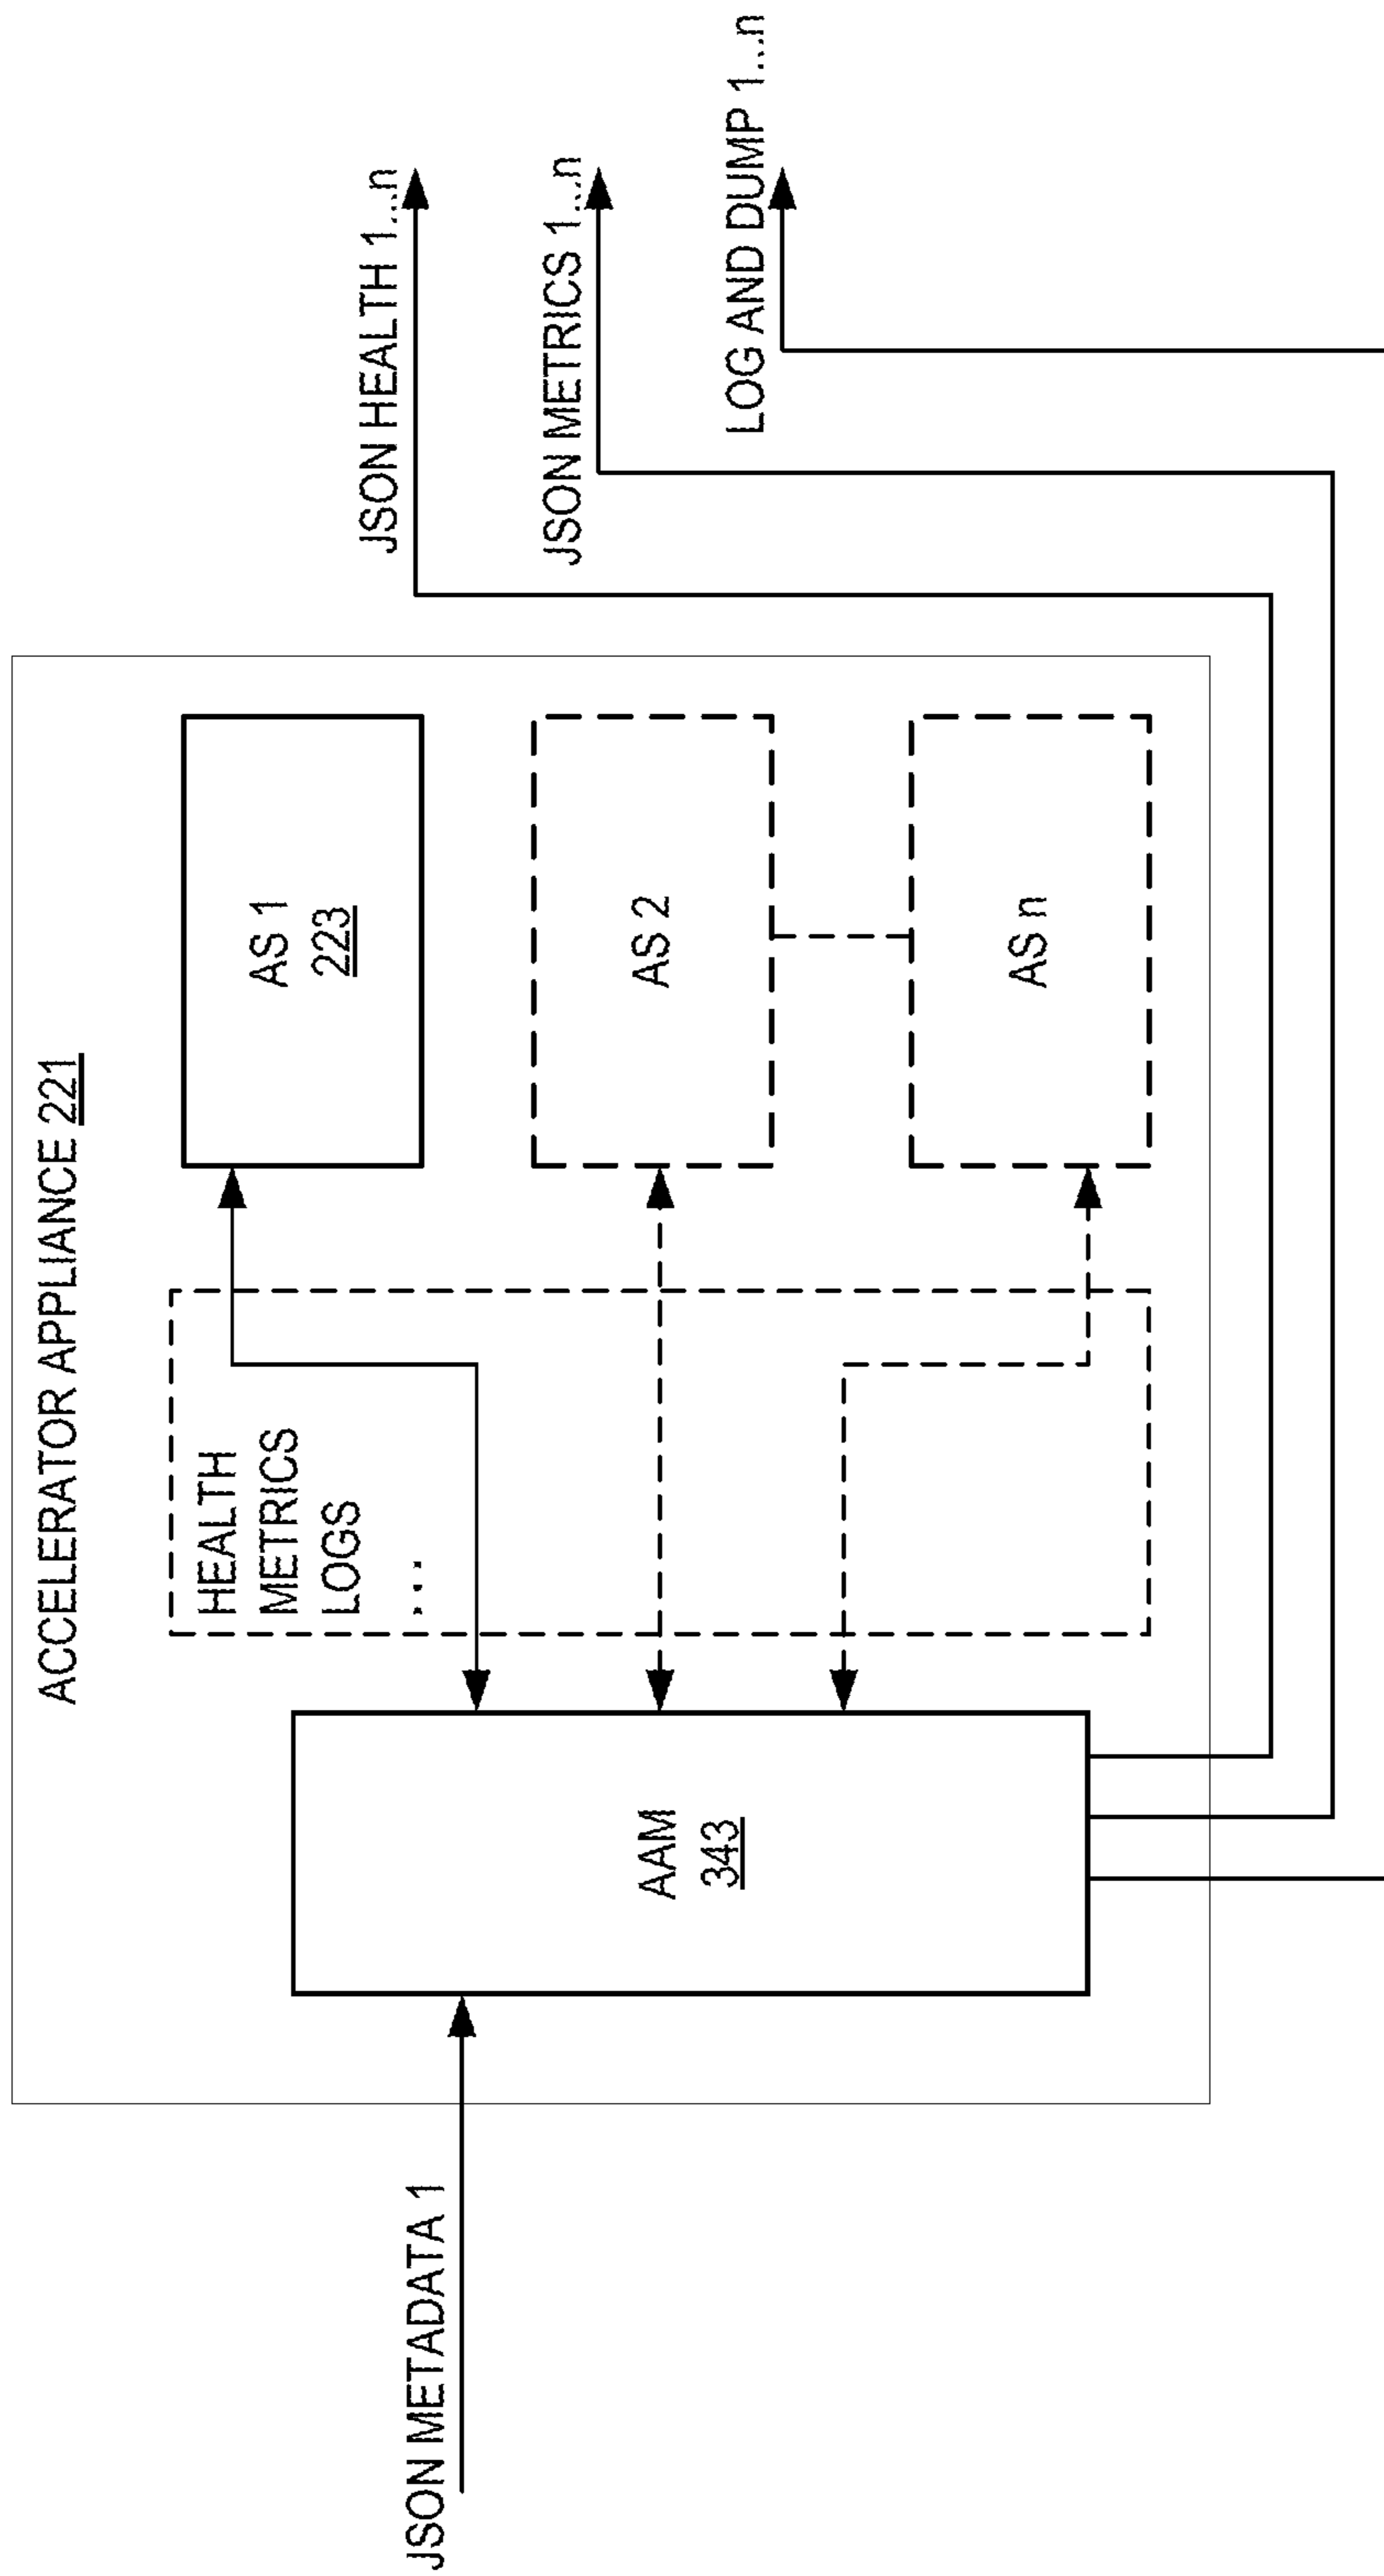 ACCELERATOR APPLIANCE 221
JSON METADATA 1
AAM
343
HEALTH
METRICS
LOGS
...
AS 1
223
AS 2
AS n
JSON HEALTH 1...n
JSON METRICS 1...n
LOG AND DUMP 1...n